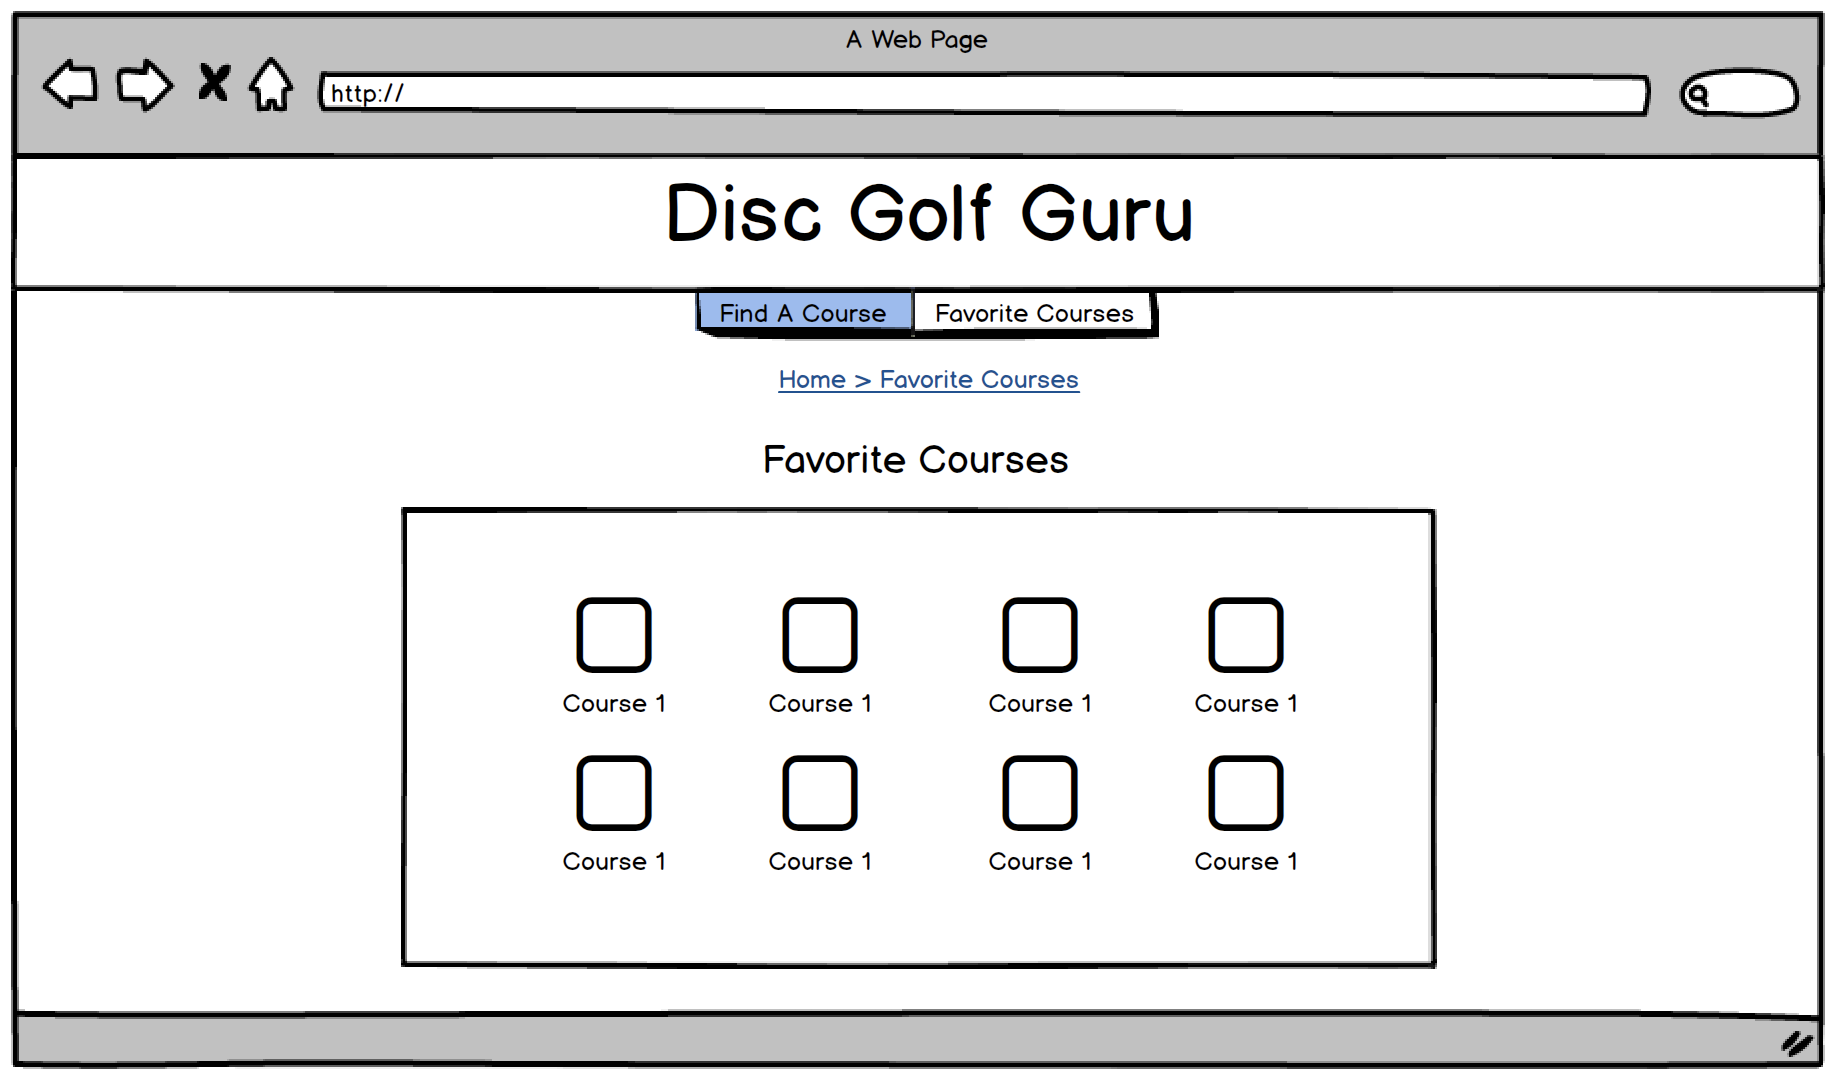 A Web Page
http://
Disc Golf Guru
Find A Course Favorite Courses
Home > Favorite Courses
Favorite Courses
Course 1 Course 1 Course 1 Course 1
Course 1 Course 1 Course 1 Course 1